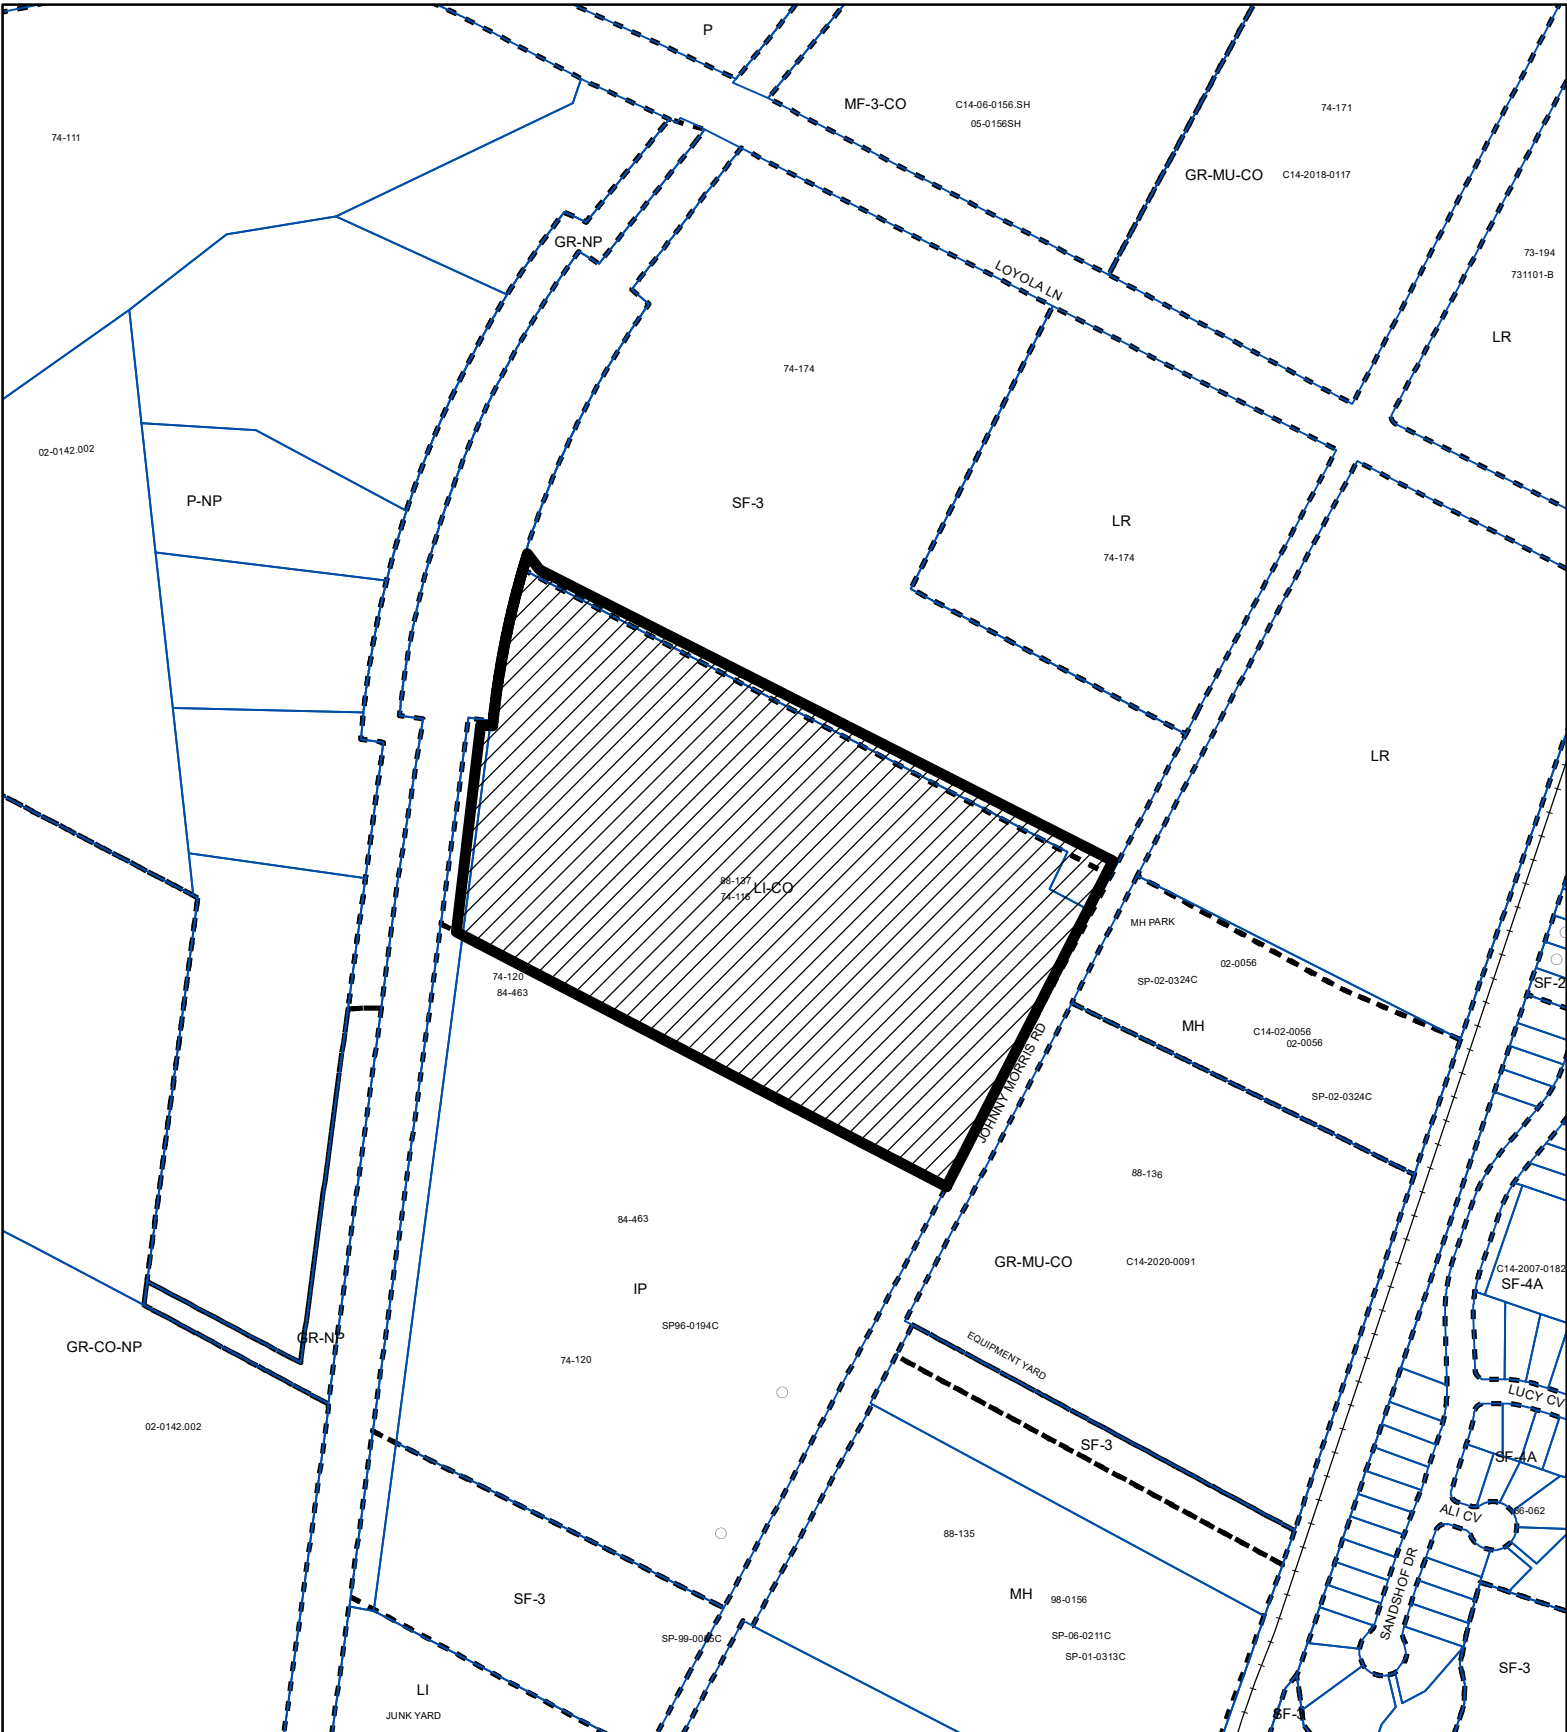 P
MF-3-CO
C14-06-0156.SH
05-0156SH
74-171
74-111
GR-MU-CO
C14-2018-0117
GR-NP
73-194
731101-B
LOYOLA LN
LR
74-174
02-0142.002
P-NP
SF-3
LR
74-174
LR
88-137
LI-CO
74-116
MH PARK
02-0056
74-120
SP-02-0324C
SF-2
84-463
MH
C14-02-0056
02-0056
JOHNNY MORRIS RD
SP-02-0324C
88-136
84-463
GR-MU-CO
C14-2020-0091
C14-2007-0182
SF-4A
IP
SP96-0194C
GR-NP
GR-CO-NP
EQUIPMENT YARD
74-120
LUCY CV
02-0142.002
SF-3
SF-4A
ALI CV
86-062
88-135
SANDSHOF DR
SF-3
MH
98-0156
SP-06-0211C
SP-01-0313C
SF-3
LI
JUNK YARD
SF-3